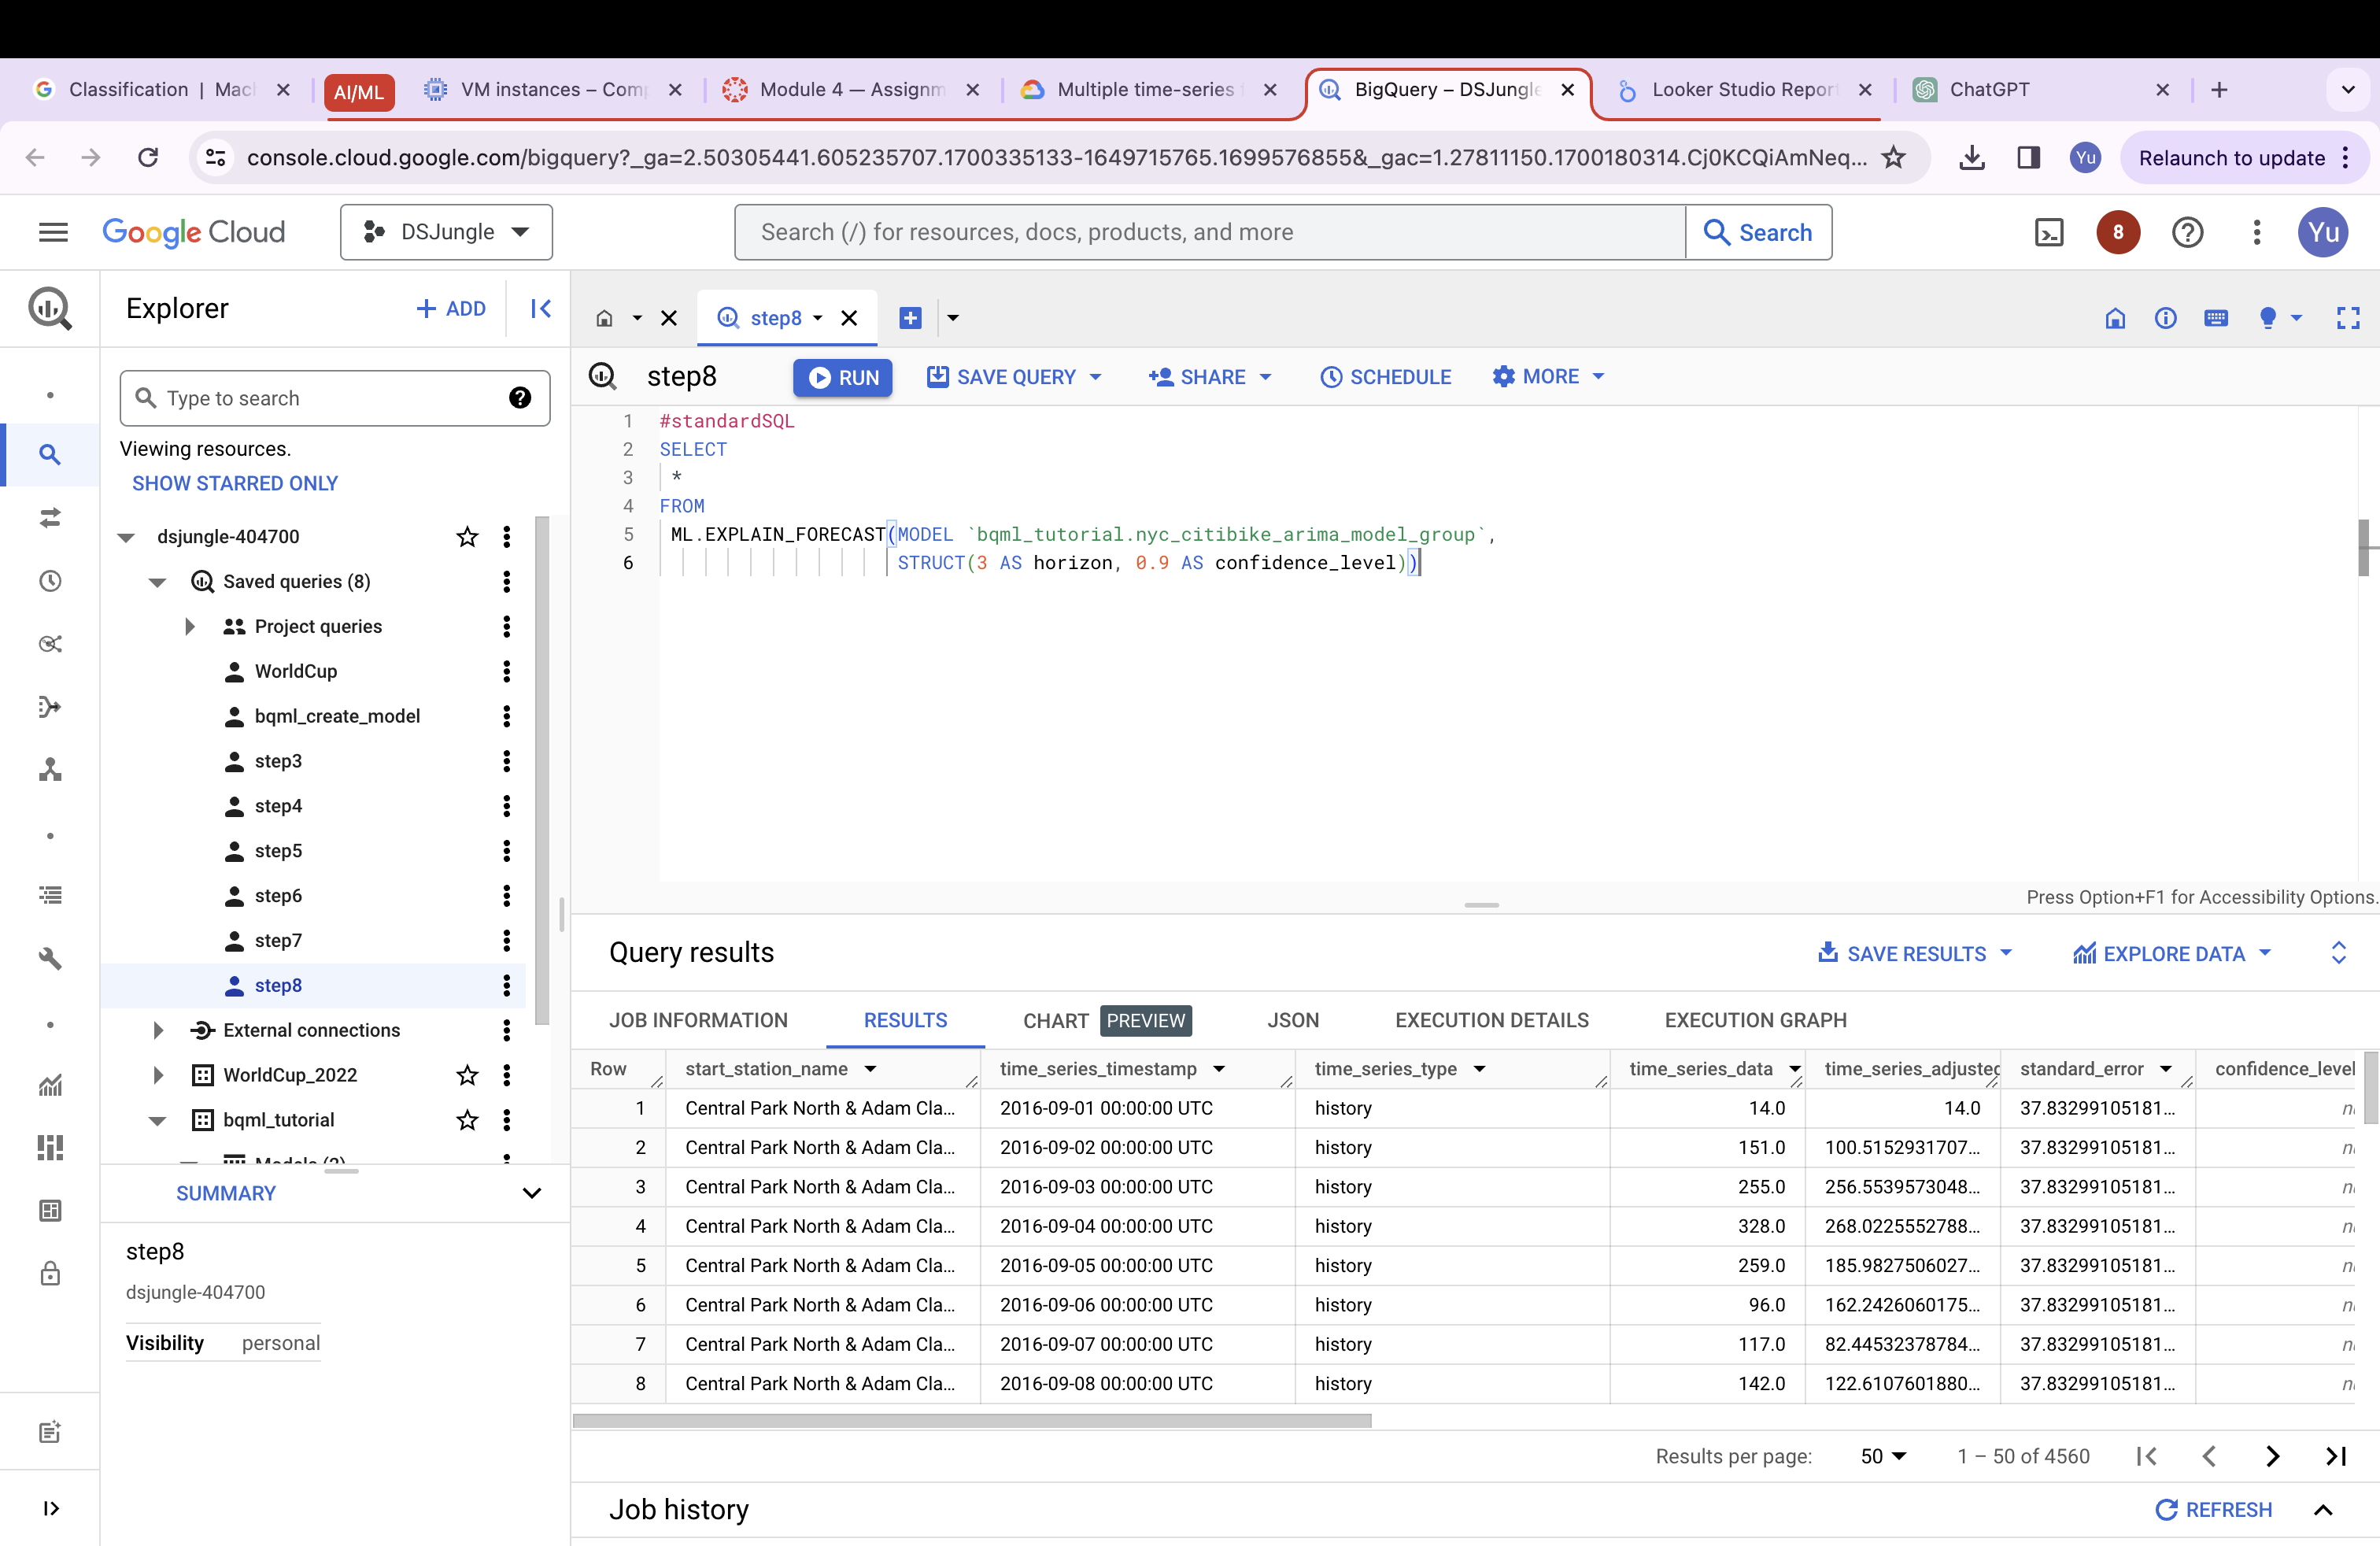 Classification | Mac
AI/ML
VM instances – Com
Module 4 — Assignm
Multiple time-series
BigQuery – DSJungle
Looker Studio Report
ChatGPT
console.cloud.google.com/bigquery?_ga=2.50305441.605235707.1700335133-1649715765.1699576855&_gac=1.27811150.1700180314.Cj0KCQiAmNeq...
Yu
Relaunch to update
Google Cloud
DSJungle
Search (/) for resources, docs, products, and more
Search
8
Yu
Explorer
+ ADD
Type to search
Viewing resources.
SHOW STARRED ONLY
dsjungle-404700
Saved queries (8)
Project queries
WorldCup
bqml_create_model
step3
step4
step5
step6
step7
step8
External connections
WorldCup_2022
bqml_tutorial
Models (2)
SUMMARY
step8
dsjungle-404700
Visibility personal
step8
step8
RUN
SAVE QUERY
SHARE
SCHEDULE
MORE
1 #standardSQL
2 SELECT
3 *
4 FROM
5 ML.EXPLAIN_FORECAST(MODEL `bqml_tutorial.nyc_citibike_arima_model_group`,
6 STRUCT(3 AS horizon, 0.9 AS confidence_level))
Press Option+F1 for Accessibility Options.
Query results
SAVE RESULTS
EXPLORE DATA
JOB INFORMATION
RESULTS
CHART PREVIEW
JSON
EXECUTION DETAILS
EXECUTION GRAPH
Row start_station_name time_series_timestamp time_series_type time_series_data time_series_adjusted standard_error confidence_level
1 Central Park North & Adam Cla... 2016-09-01 00:00:00 UTC history 14.0 14.0 37.83299105181...
2 Central Park North & Adam Cla... 2016-09-02 00:00:00 UTC history 151.0 100.5152931707... 37.83299105181...
3 Central Park North & Adam Cla... 2016-09-03 00:00:00 UTC history 255.0 256.5539573048... 37.83299105181...
4 Central Park North & Adam Cla... 2016-09-04 00:00:00 UTC history 328.0 268.0225552788... 37.83299105181...
5 Central Park North & Adam Cla... 2016-09-05 00:00:00 UTC history 259.0 185.9827506027... 37.83299105181...
6 Central Park North & Adam Cla... 2016-09-06 00:00:00 UTC history 96.0 162.2426060175... 37.83299105181...
7 Central Park North & Adam Cla... 2016-09-07 00:00:00 UTC history 117.0 82.44532378784... 37.83299105181...
8 Central Park North & Adam Cla... 2016-09-08 00:00:00 UTC history 142.0 122.6107601880... 37.83299105181...
Results per page: 50 1 – 50 of 4560
Job history
REFRESH